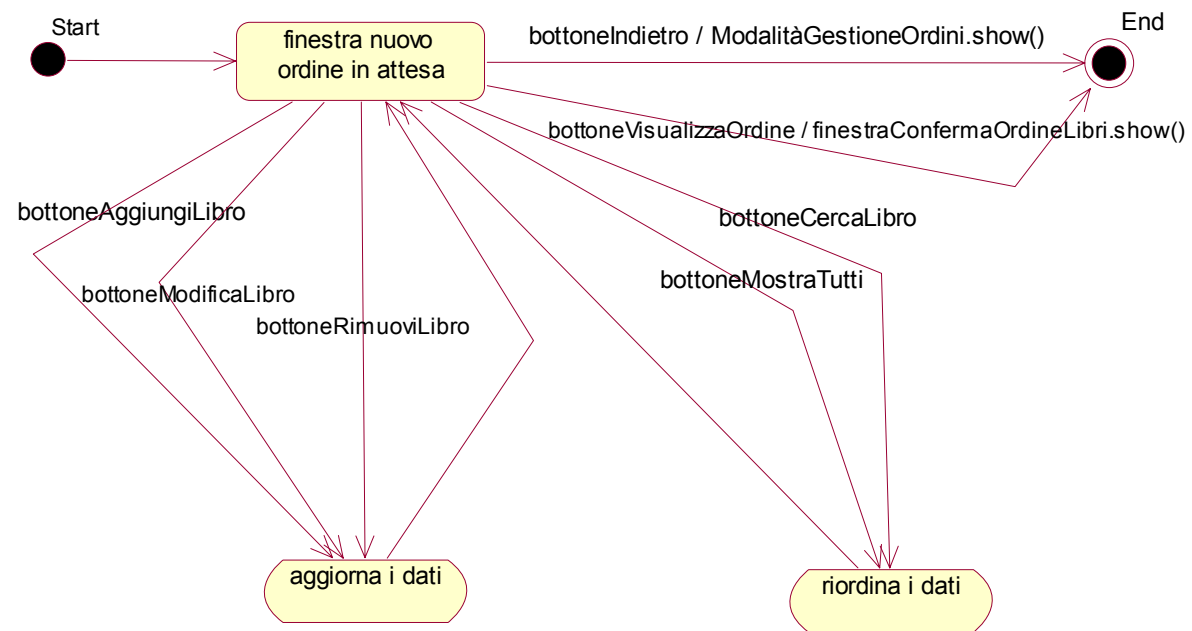 Start
finestra nuovo
ordine in attesa
bottoneIndietro / ModalitàGestioneOrdini.show()
End
bottoneVisualizzaOrdine / finestraConfermaOrdineLibri.show()
bottoneAggiungiLibro
bottoneCercaLibro
bottoneModificaLibro
bottoneMostraTutti
bottoneRimuoviLibro
aggiorna i dati
riordina i dati